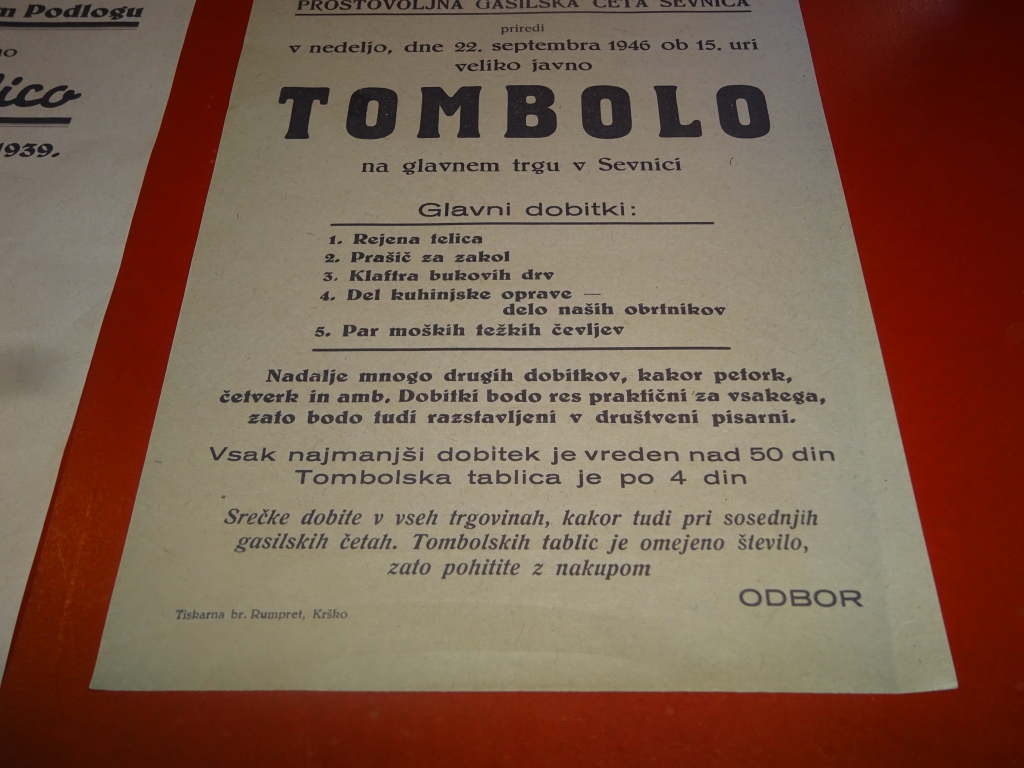 m Podlogu
1939.
PROSTOVOLJNA GASILSKA ČETA SEVNICA
priredi
v nedeljo, dne 22. septembra 1946 ob 15. uri
veliko javno
TOMBOLO
na glavnem trgu v Sevnici
Glavni dobitki:
1. Rejena telica
2. Prašič za zakol
3. Klaftra bukovih drv
4. Del kuhinjske oprave —
delo naših obrtnikov
5. Par moških težkih čevljev
Nadalje mnogo drugih dobitkov, kakor petork,
četverk in amb. Dobitki bodo res praktični za vsakega,
zato bodo tudi razstavljeni v društveni pisarni.
Vsak najmanjši dobitek je vreden nad 50 din
Tombolska tablica je po 4 din
Srečke dobite v vseh trgovinah, kakor tudi pri sosednjih
gasilskih četah. Tombolskih tablic je omejeno število,
zato pohitite z nakupom
ODBOR
Tiskarna br. Rumpret, Krško